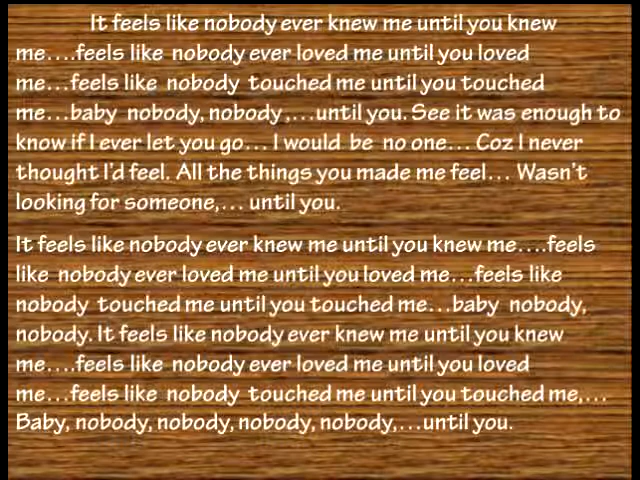 It feels like nobody ever knew me until you knew
me….feels like nobody ever loved me until you loved
me…feels like nobody touched me until you touched
me…baby nobody, nobody ,…until you. See it was enough to
know if I ever let you go… I would be no one… Coz I never
thought I'd feel. All the things you made me feel… Wasn't
looking for someone,… until you.
It feels like nobody ever knew me until you knew me….feels
like nobody ever loved me until you loved me…feels like
nobody touched me until you touched me…baby nobody,
nobody. It feels like nobody ever knew me until you knew
me….feels like nobody ever loved me until you loved
me…feels like nobody touched me until you touched me,…
Baby, nobody, nobody, nobody, nobody,…until you.